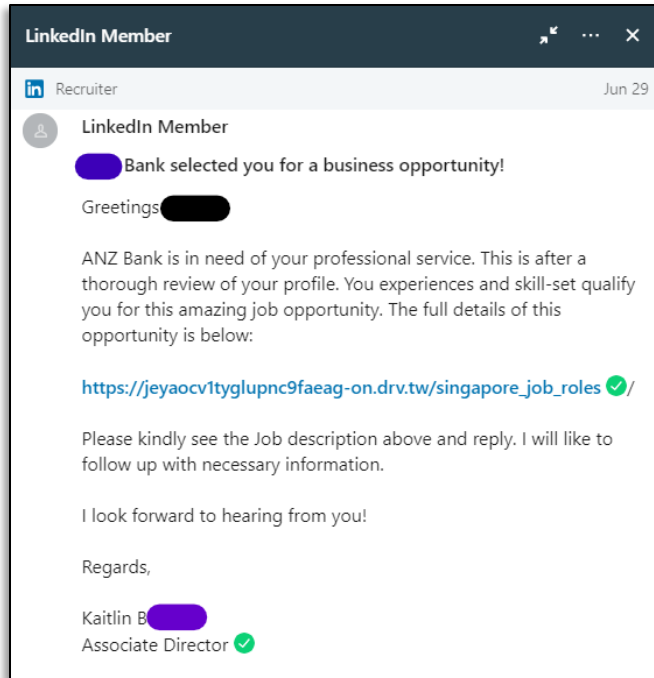 LinkedIn Member
in Recruiter Jun 29
LinkedIn Member
Bank selected you for a business opportunity!
Greetings
ANZ Bank is in need of your professional service. This is after a
thorough review of your profile. You experiences and skill-set qualify
you for this amazing job opportunity. The full details of this
opportunity is below:
https://jeyaocv1tyglupnc9faeag-on.drv.tw/singapore_job_roles /
Please kindly see the Job description above and reply. I will like to
follow up with necessary information.
I look forward to hearing from you!
Regards,
Kaitlin B
Associate Director